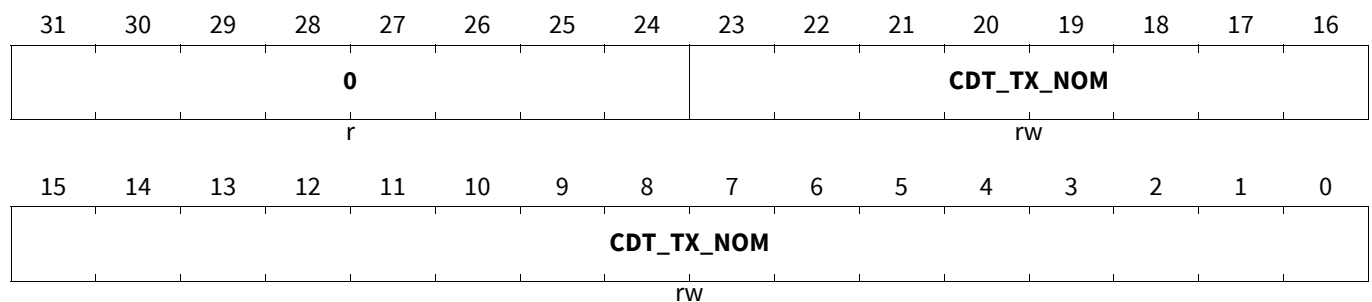 31 30 29 28 27 26 25 24 23 22 21 20 19 18 17 16
0 CDT_TX_NOM
r rw
15 14 13 12 11 10 9 8 7 6 5 4 3 2 1 0
CDT_TX_NOM
rw